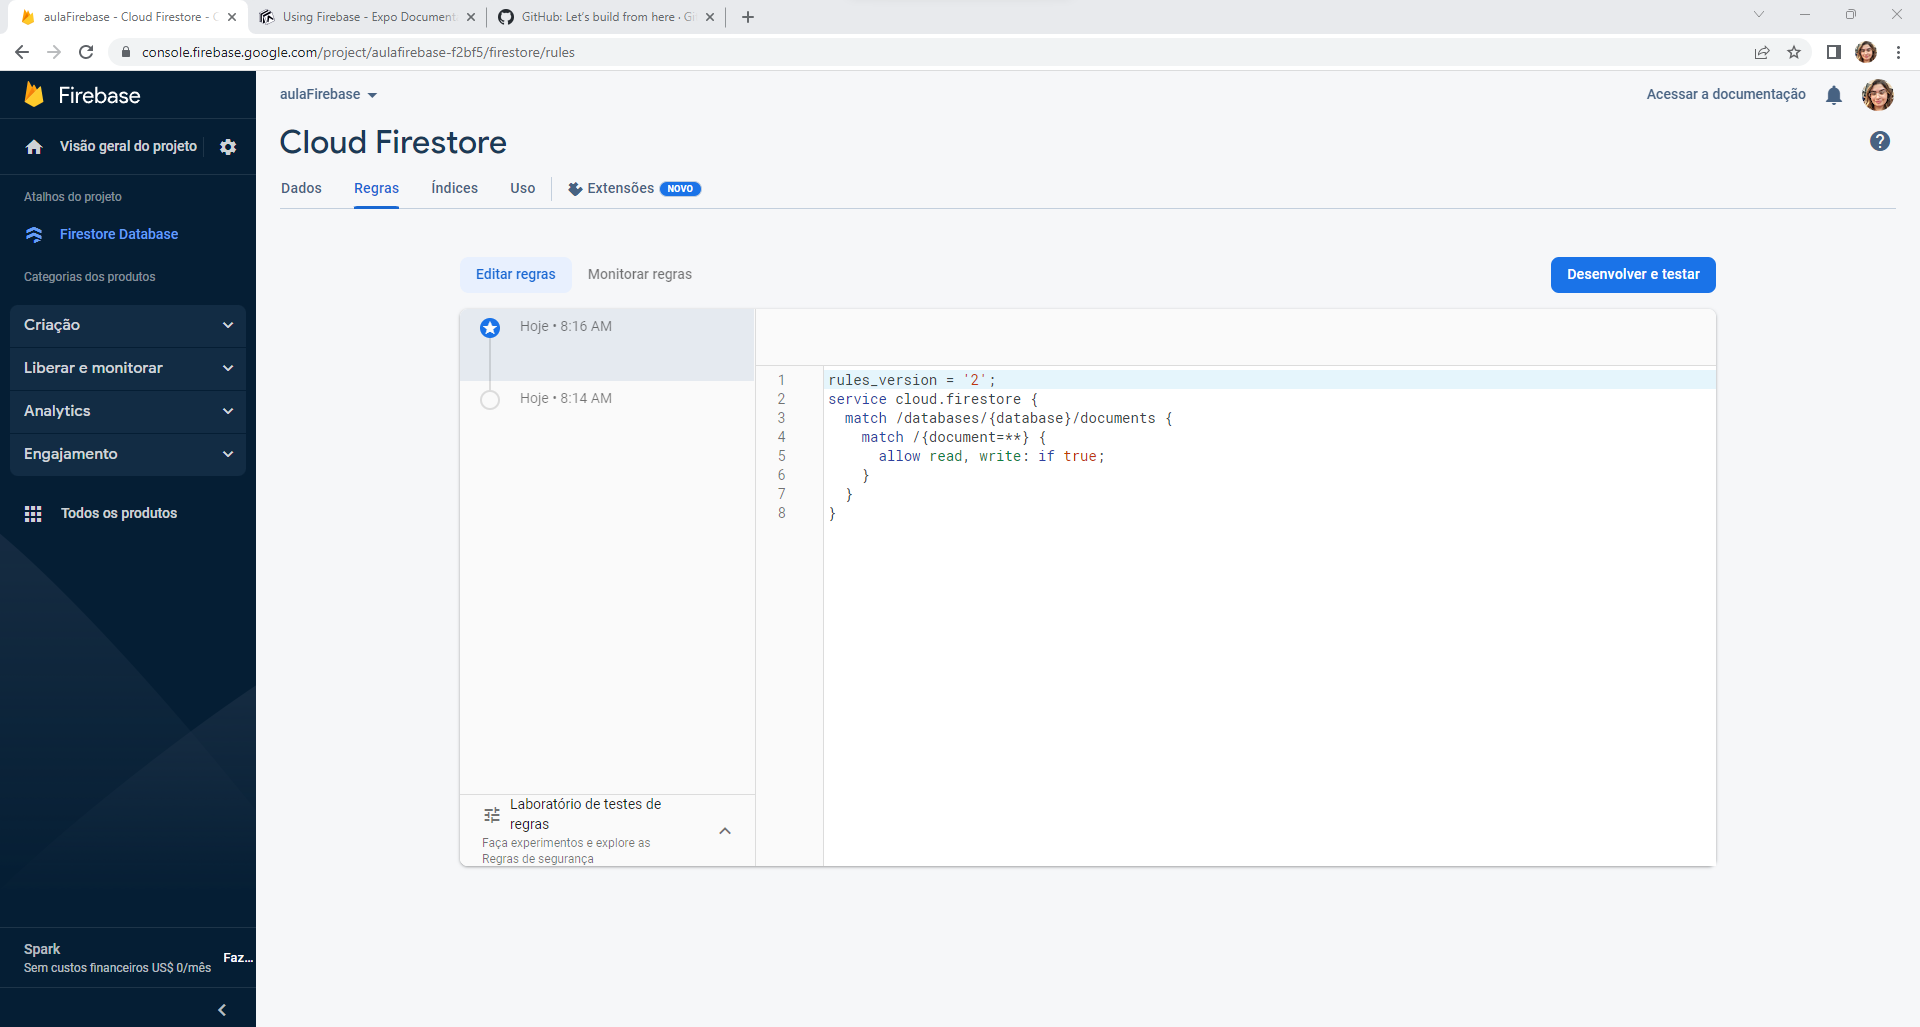 aulaFirebase - Cloud Firestore -
Using Firebase - Expo Document
GitHub: Let's build from here ·
console.firebase.google.com/project/aulafirebase-f2bf5/firestore/rules
Firebase
aulaFirebase
Acessar a documentação
Visão geral do projeto
Cloud Firestore
Dados
Regras
Índices
Uso
Extensões
NOVO
Atalhos do projeto
Firestore Database
Categorias dos produtos
Criação
Liberar e monitorar
Analytics
Engajamento
Todos os produtos
Editar regras
Monitorar regras
Desenvolver e testar
Hoje • 8:16 AM
Hoje • 8:14 AM
1 rules_version = '2';
2 service cloud.firestore {
3 match /databases/{database}/documents {
4 match /{document=**} {
5 allow read, write: if true;
6 }
7 }
8 }
Laboratório de testes de
regras
Faça experimentos e explore as
Regras de segurança
Spark
Sem custos financeiros US$ 0/mês
Faz...